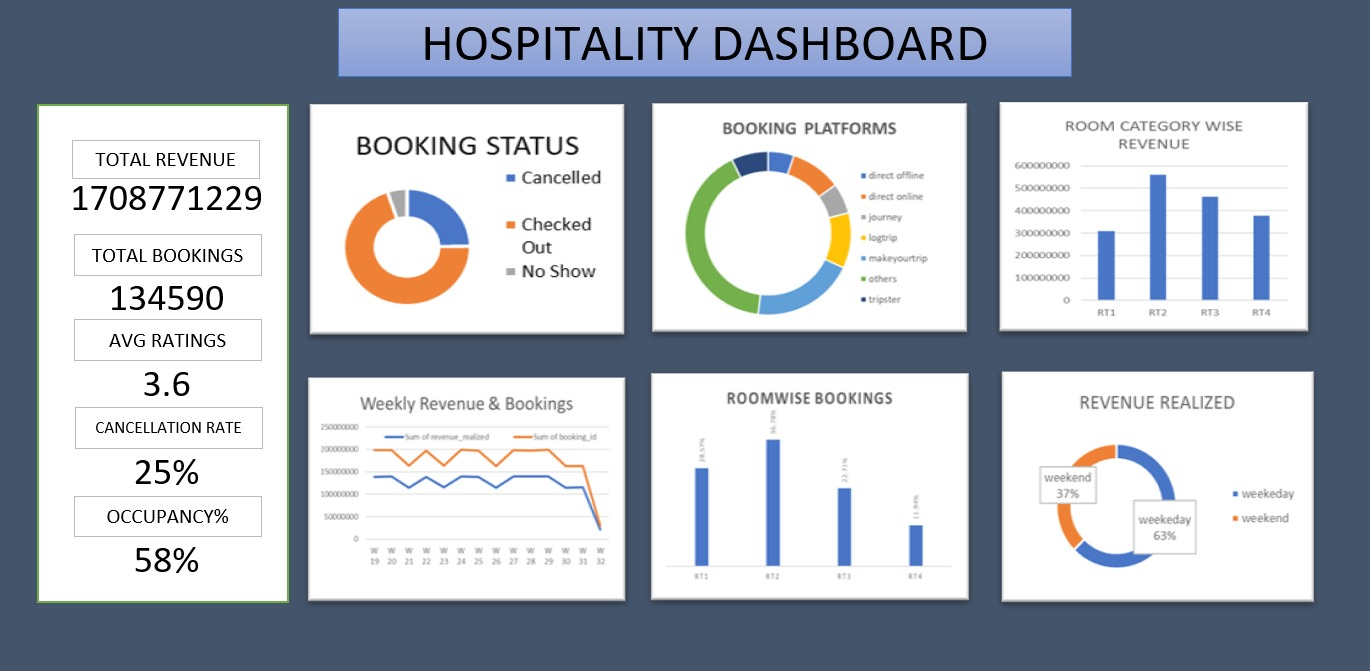 HOSPITALITY DASHBOARD
TOTAL REVENUE
1708771229
TOTAL BOOKINGS
134590
AVG RATINGS
3.6
CANCELLATION RATE
25%
OCCUPANCY%
58%
BOOKING STATUS
Cancelled
Checked
Out
No Show
BOOKING PLATFORMS
direct offline
direct online
journey
logtrip
makeyourtrip
others
tripster
ROOM CATEGORY WISE
REVENUE
600000000
500000000
400000000
300000000
200000000
100000000
0
RT1 RT2 RT3 RT4
Weekly Revenue & Bookings
Sum of revenue_realized Sum of booking_id
250000000
200000000
150000000
100000000
50000000
0
W W W W W W W W W W W W W W
19 20 21 22 23 24 25 26 27 28 29 30 31 32
ROOMWISE BOOKINGS
28.57%
36.78%
22.71%
11.94%
RT1 RT2 RT3 RT4
REVENUE REALIZED
weekend
37%
weekeday
63%
weekeday
weekend